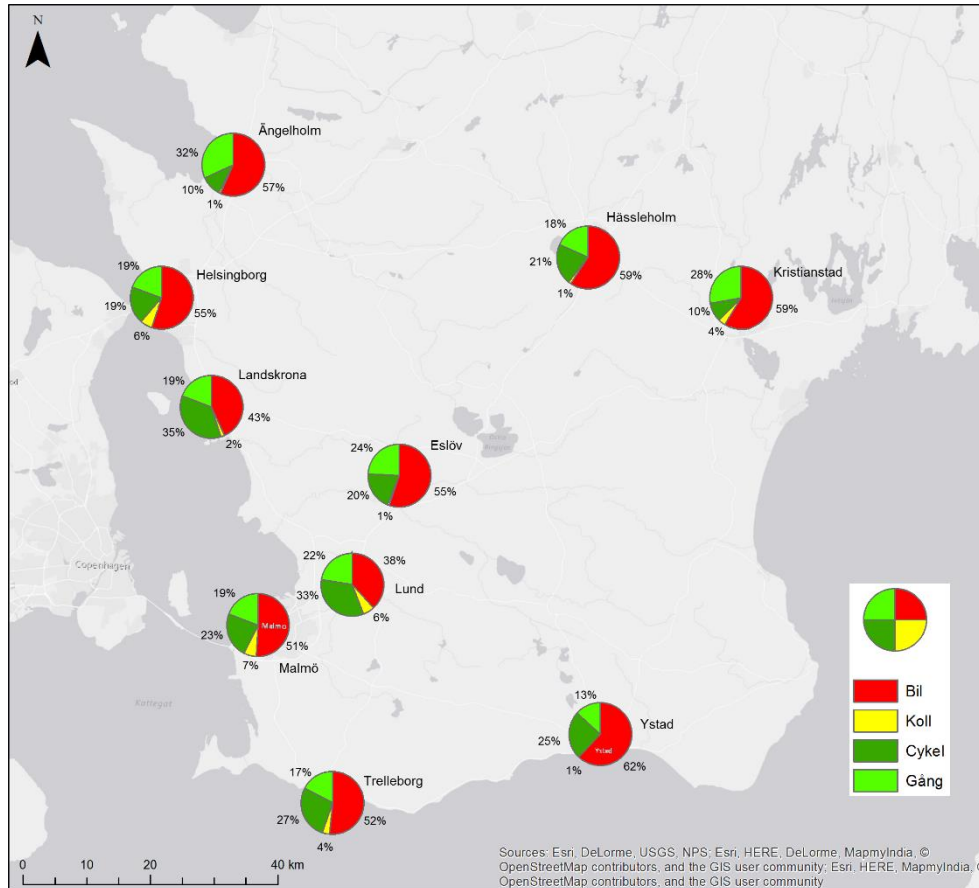 N
Ängelholm
32%
57%
10%
1%
Hässleholm
18%
21%
59%
1%
Kristianstad
28%
10%
59%
4%
Helsingborg
19%
19%
55%
6%
Landskrona
19%
43%
35%
2%
Eslöv
24%
20%
55%
1%
Copenhagen
22%
38%
Lund
33%
6%
19%
Malmö
23%
51%
7%
Malmö
Kattegat
13%
Ystad
25%
Ystad
1%
62%
Trelleborg
17%
27%
52%
4%
Bil
Koll
Cykel
Gång
0
10
20
40 km
Sources: Esri, DeLorme, USGS, NPS; Esri, HERE, DeLorme, MapmyIndia, ©
OpenStreetMap contributors, and the GIS user community; Esri, HERE, MapmyIndia, ©
OpenStreetMap contributors, and the GIS user community